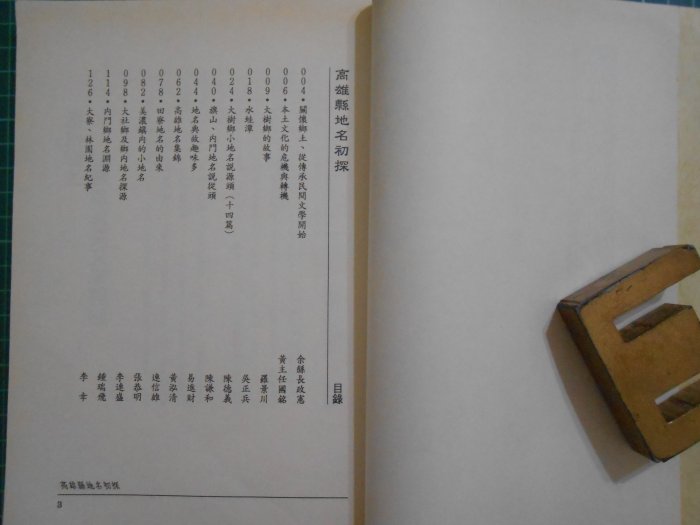 高雄縣地名初探
目錄
004・關懷鄉土、從傳承民間文學開始 余縣長政憲
006・本土文化的危機與轉機 黃主任國銘
009・大樹鄉的故事 羅景川
018・水蛙潭 吳正兵
024・大樹鄉小地名說源頭(十四篇) 陳德義
040・旗山、內門地名說從頭 陳謙和
044・地名典故趣味多 易進財
062・高雄地名集錦 黃泓清
078・田寮地名的由來 連信雄
082・美濃鎮內的小地名 張恭明
098・大社鄉及鄉內地名探源 李連盛
114・內門鄉地名淵源 鍾瑞飛
126・大寮、林園地名紀事 李幸
高雄縣地名初探
3